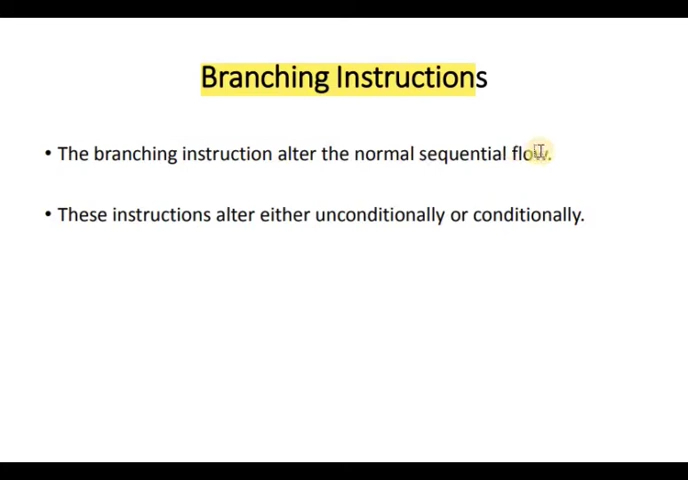 Branching Instructions
• The branching instruction alter the normal sequential flow.
• These instructions alter either unconditionally or conditionally.